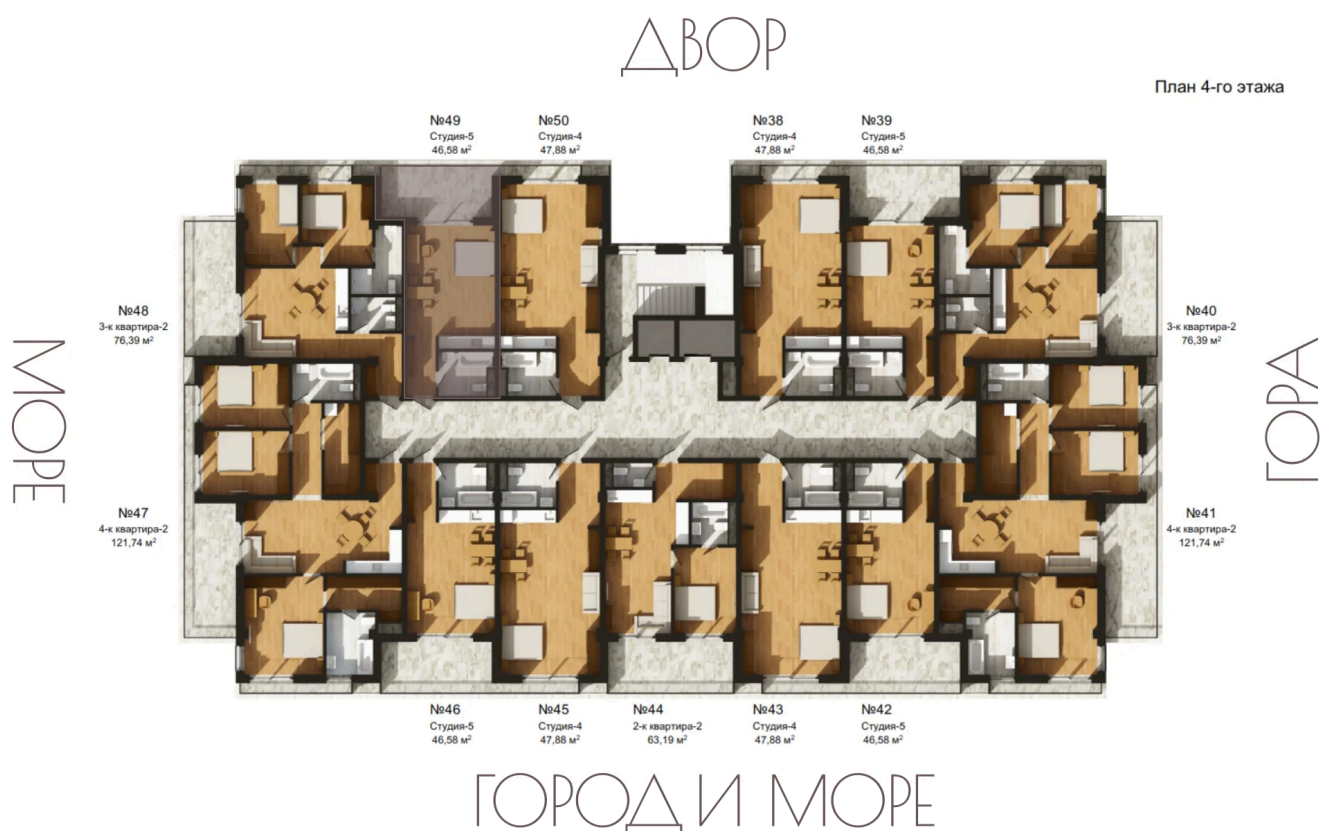 ДВОР
План 4-го этажа
№49
Студия-5
46,58 м²
№50
Студия-4
47,88 м²
№38
Студия-4
47,88 м²
№39
Студия-5
46,58 м²
№48
3-к квартира-2
76,39 м²
№40
3-к квартира-2
76,39 м²
МОРЕ
ГОРА
№47
4-к квартира-2
121,74 м²
№41
4-к квартира-2
121,74 м²
№46
Студия-5
46,58 м²
№45
Студия-4
47,88 м²
№44
2-к квартира-2
63,19 м²
№43
Студия-4
47,88 м²
№42
Студия-5
46,58 м²
ГОРОД И МОРЕ